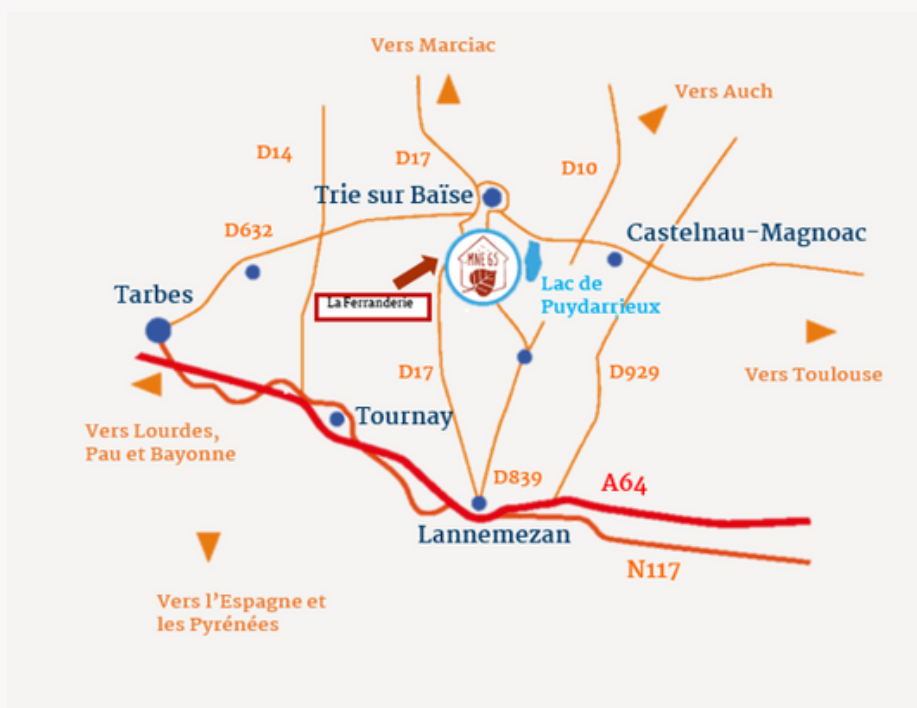 Vers Marciac
Vers Auch
D14
D17
D10
Trie sur Baïse
D632
Castelnau-Magnoac
MNE 65
Tarbes
Lac de
Puydarrieux
La Ferranderie
D17
D929
Vers Toulouse
Tournay
Vers Lourdes,
Pau et Bayonne
D839
A64
Lannemezan
N117
Vers l'Espagne et
les Pyrénées